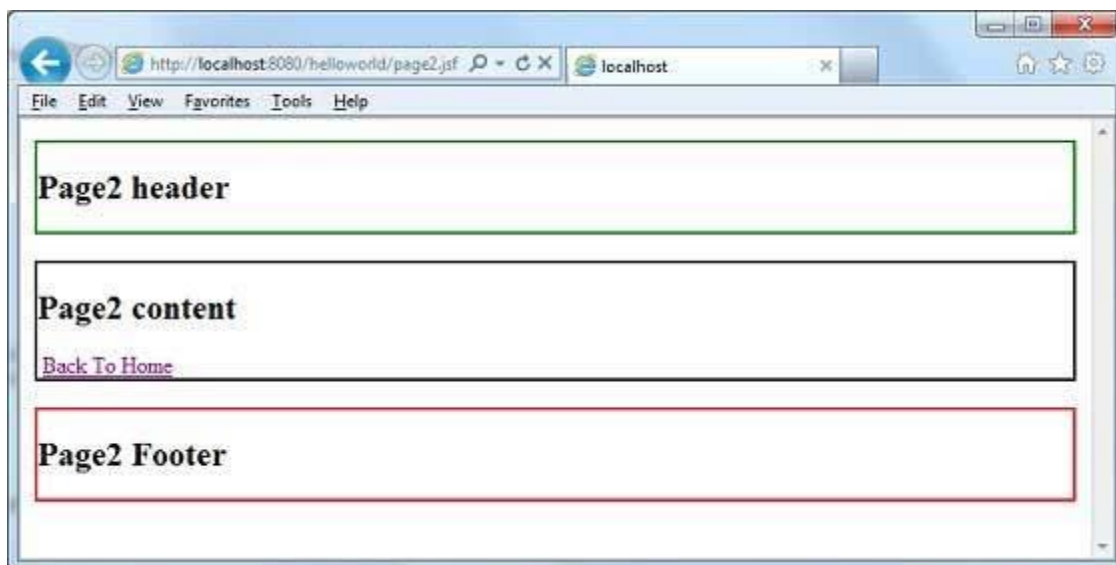 http://localhost:8080/helloworld/page2.jsf
localhost
File Edit View Favorites Tools Help
Page2 header
Page2 content
Back To Home
Page2 Footer